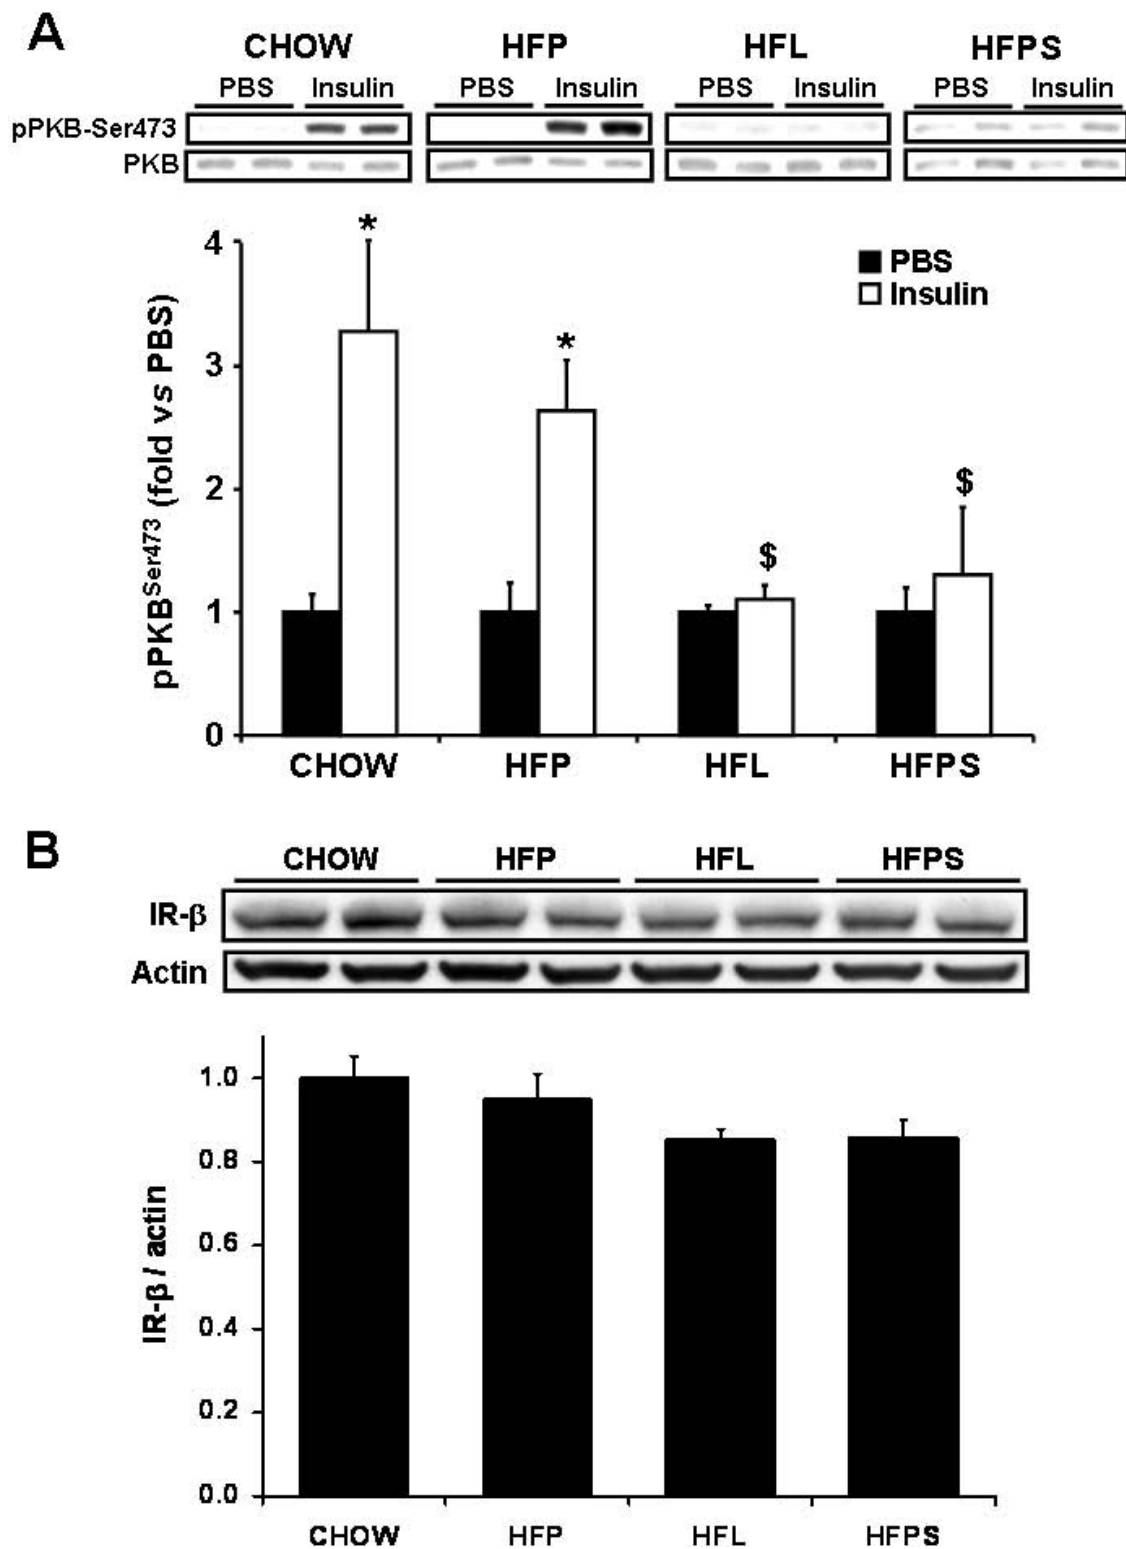 A
CHOW HFP HFL HFPS
PBS Insulin PBS Insulin PBS Insulin PBS Insulin
pPKB-Ser473
PKB
pPKB^Ser473 (fold vs PBS)
4
3
2
1
0
* * $ $
PBS
Insulin
CHOW HFP HFL HFPS
B
CHOW HFP HFL HFPS
IR-β
Actin
IR-β / actin
1.0
0.8
0.6
0.4
0.2
0.0
CHOW HFP HFL HFPS